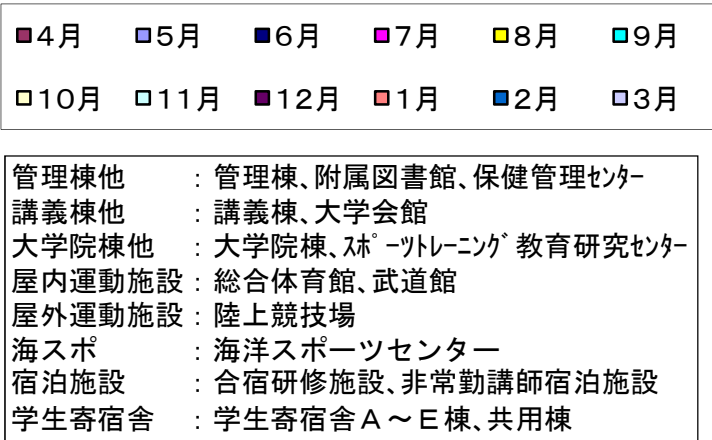 4月 5月 6月 7月 8月 9月
10月 11月 12月 1月 2月 3月
管理棟他 : 管理棟、附属図書館、保健管理ｾﾝﾀｰ
講義棟他 : 講義棟、大学会館
大学院棟他 : 大学院棟、ｽﾎﾟｰﾂﾄﾚｰﾆﾝｸﾞ教育研究ｾﾝﾀｰ
屋内運動施設 : 総合体育館、武道館
屋外運動施設 : 陸上競技場
海スポ : 海洋スポーツセンター
宿泊施設 : 合宿研修施設、非常勤講師宿泊施設
学生寄宿舎 : 学生寄宿舎A～E棟、共用棟